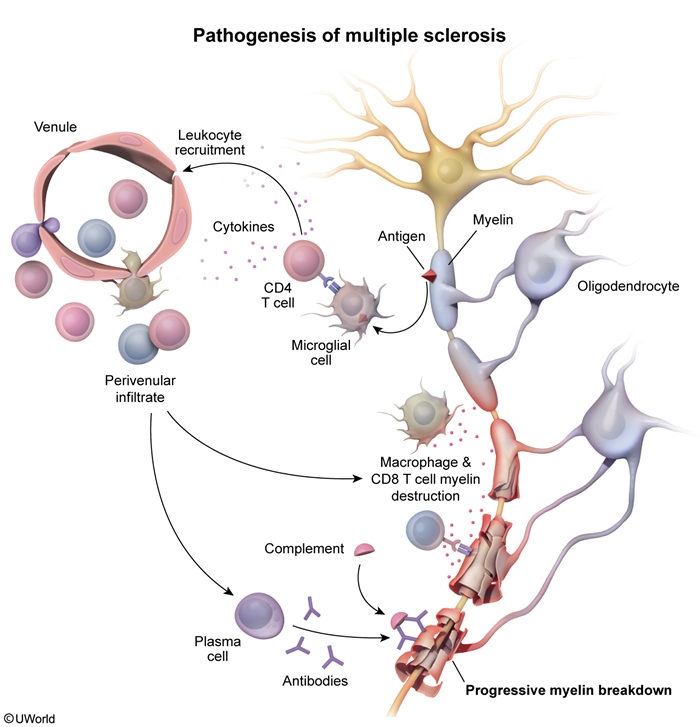 Pathogenesis of multiple sclerosis
Venule
Leukocyte
recruitment
Cytokines
Antigen
Myelin
Oligodendrocyte
CD4
T cell
Microglial
cell
Perivenular
infiltrate
Macrophage &
CD8 T cell myelin
destruction
Complement
Plasma
cell
Antibodies
Progressive myelin breakdown
©UWorld